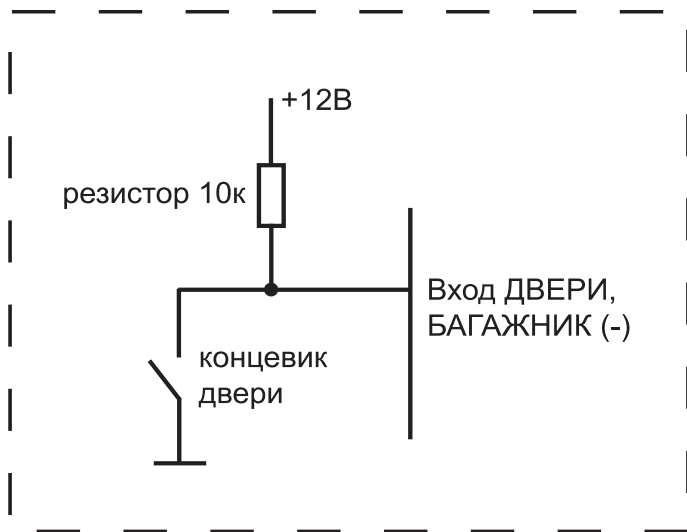 +12В
резистор 10к
Вход ДВЕРИ,
БАГАЖНИК (-)
концевик
двери